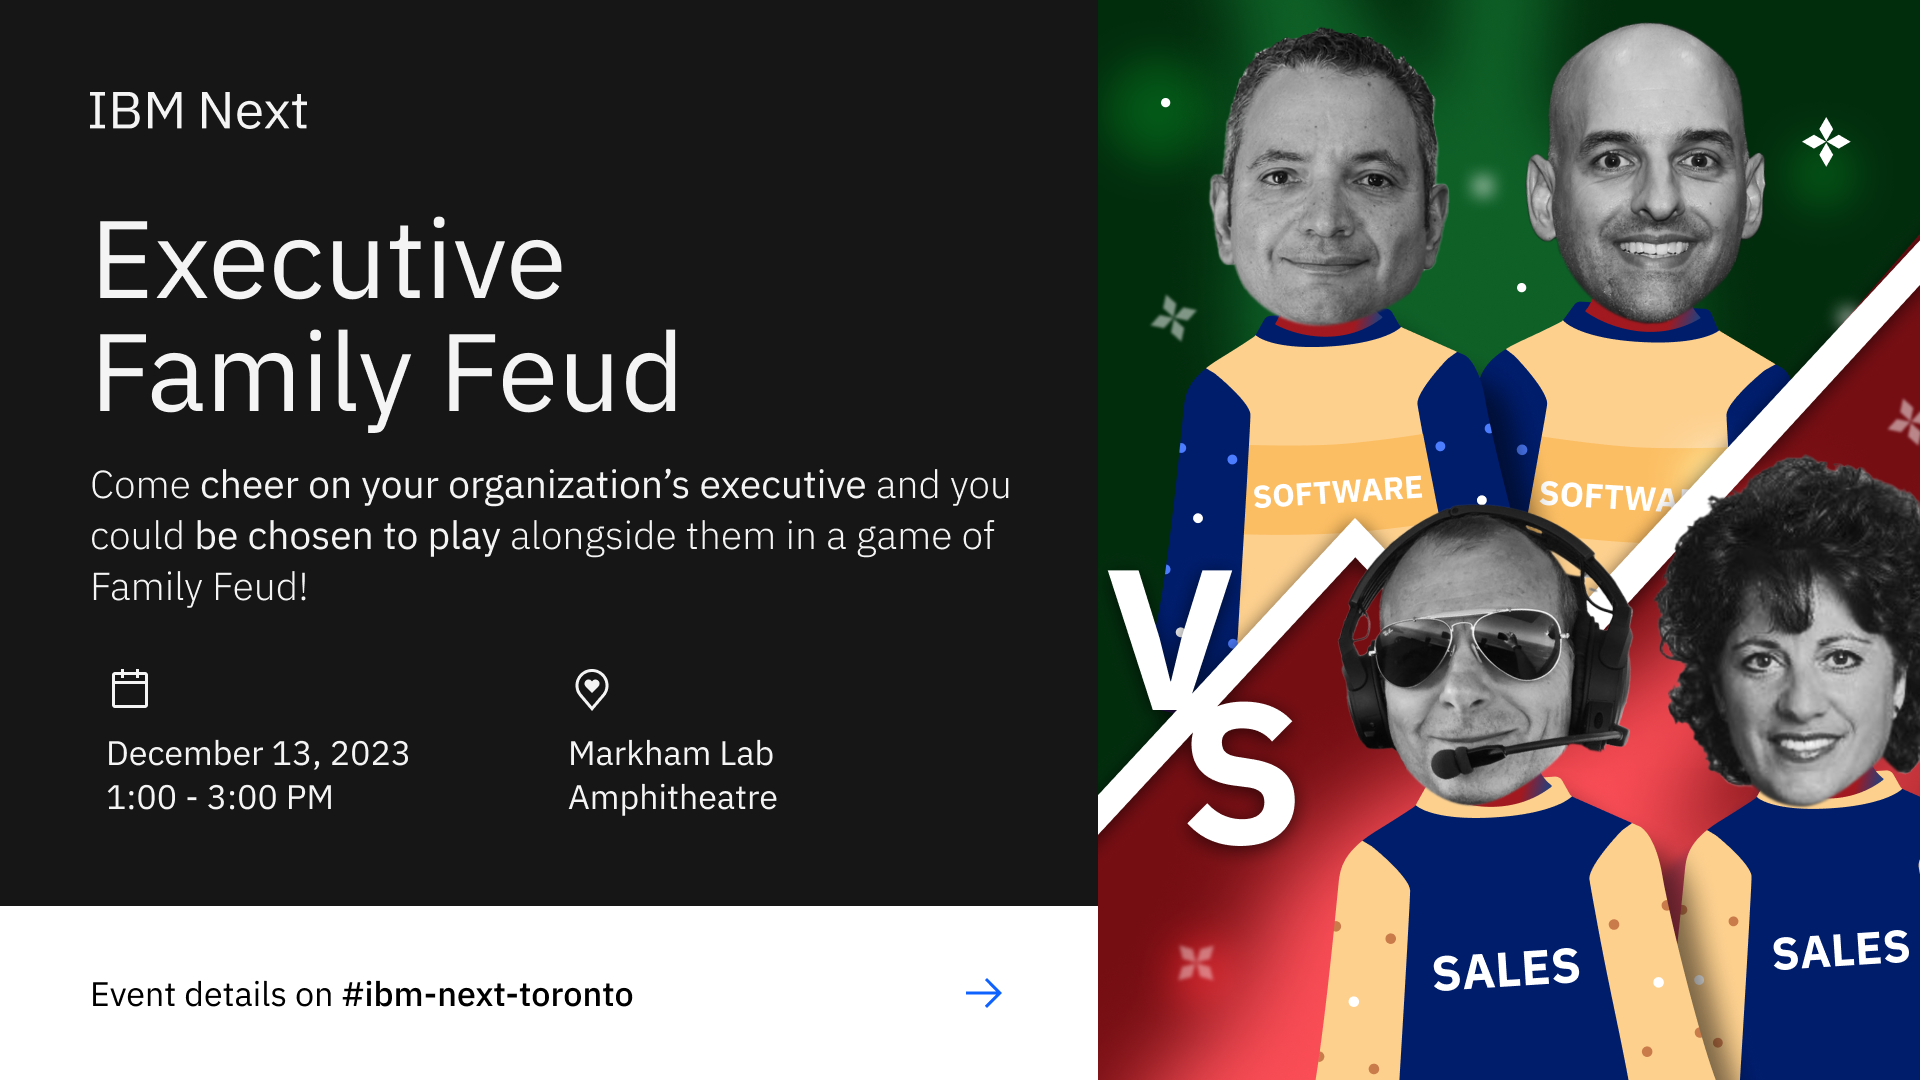 IBM Next
Executive
Family Feud
Come cheer on your organization’s executive and you
could be chosen to play alongside them in a game of
Family Feud!
December 13, 2023
1:00 - 3:00 PM
Markham Lab
Amphitheatre
Event details on #ibm-next-toronto
SOFTWARE
SOFTWA
VS
SALES
SALES